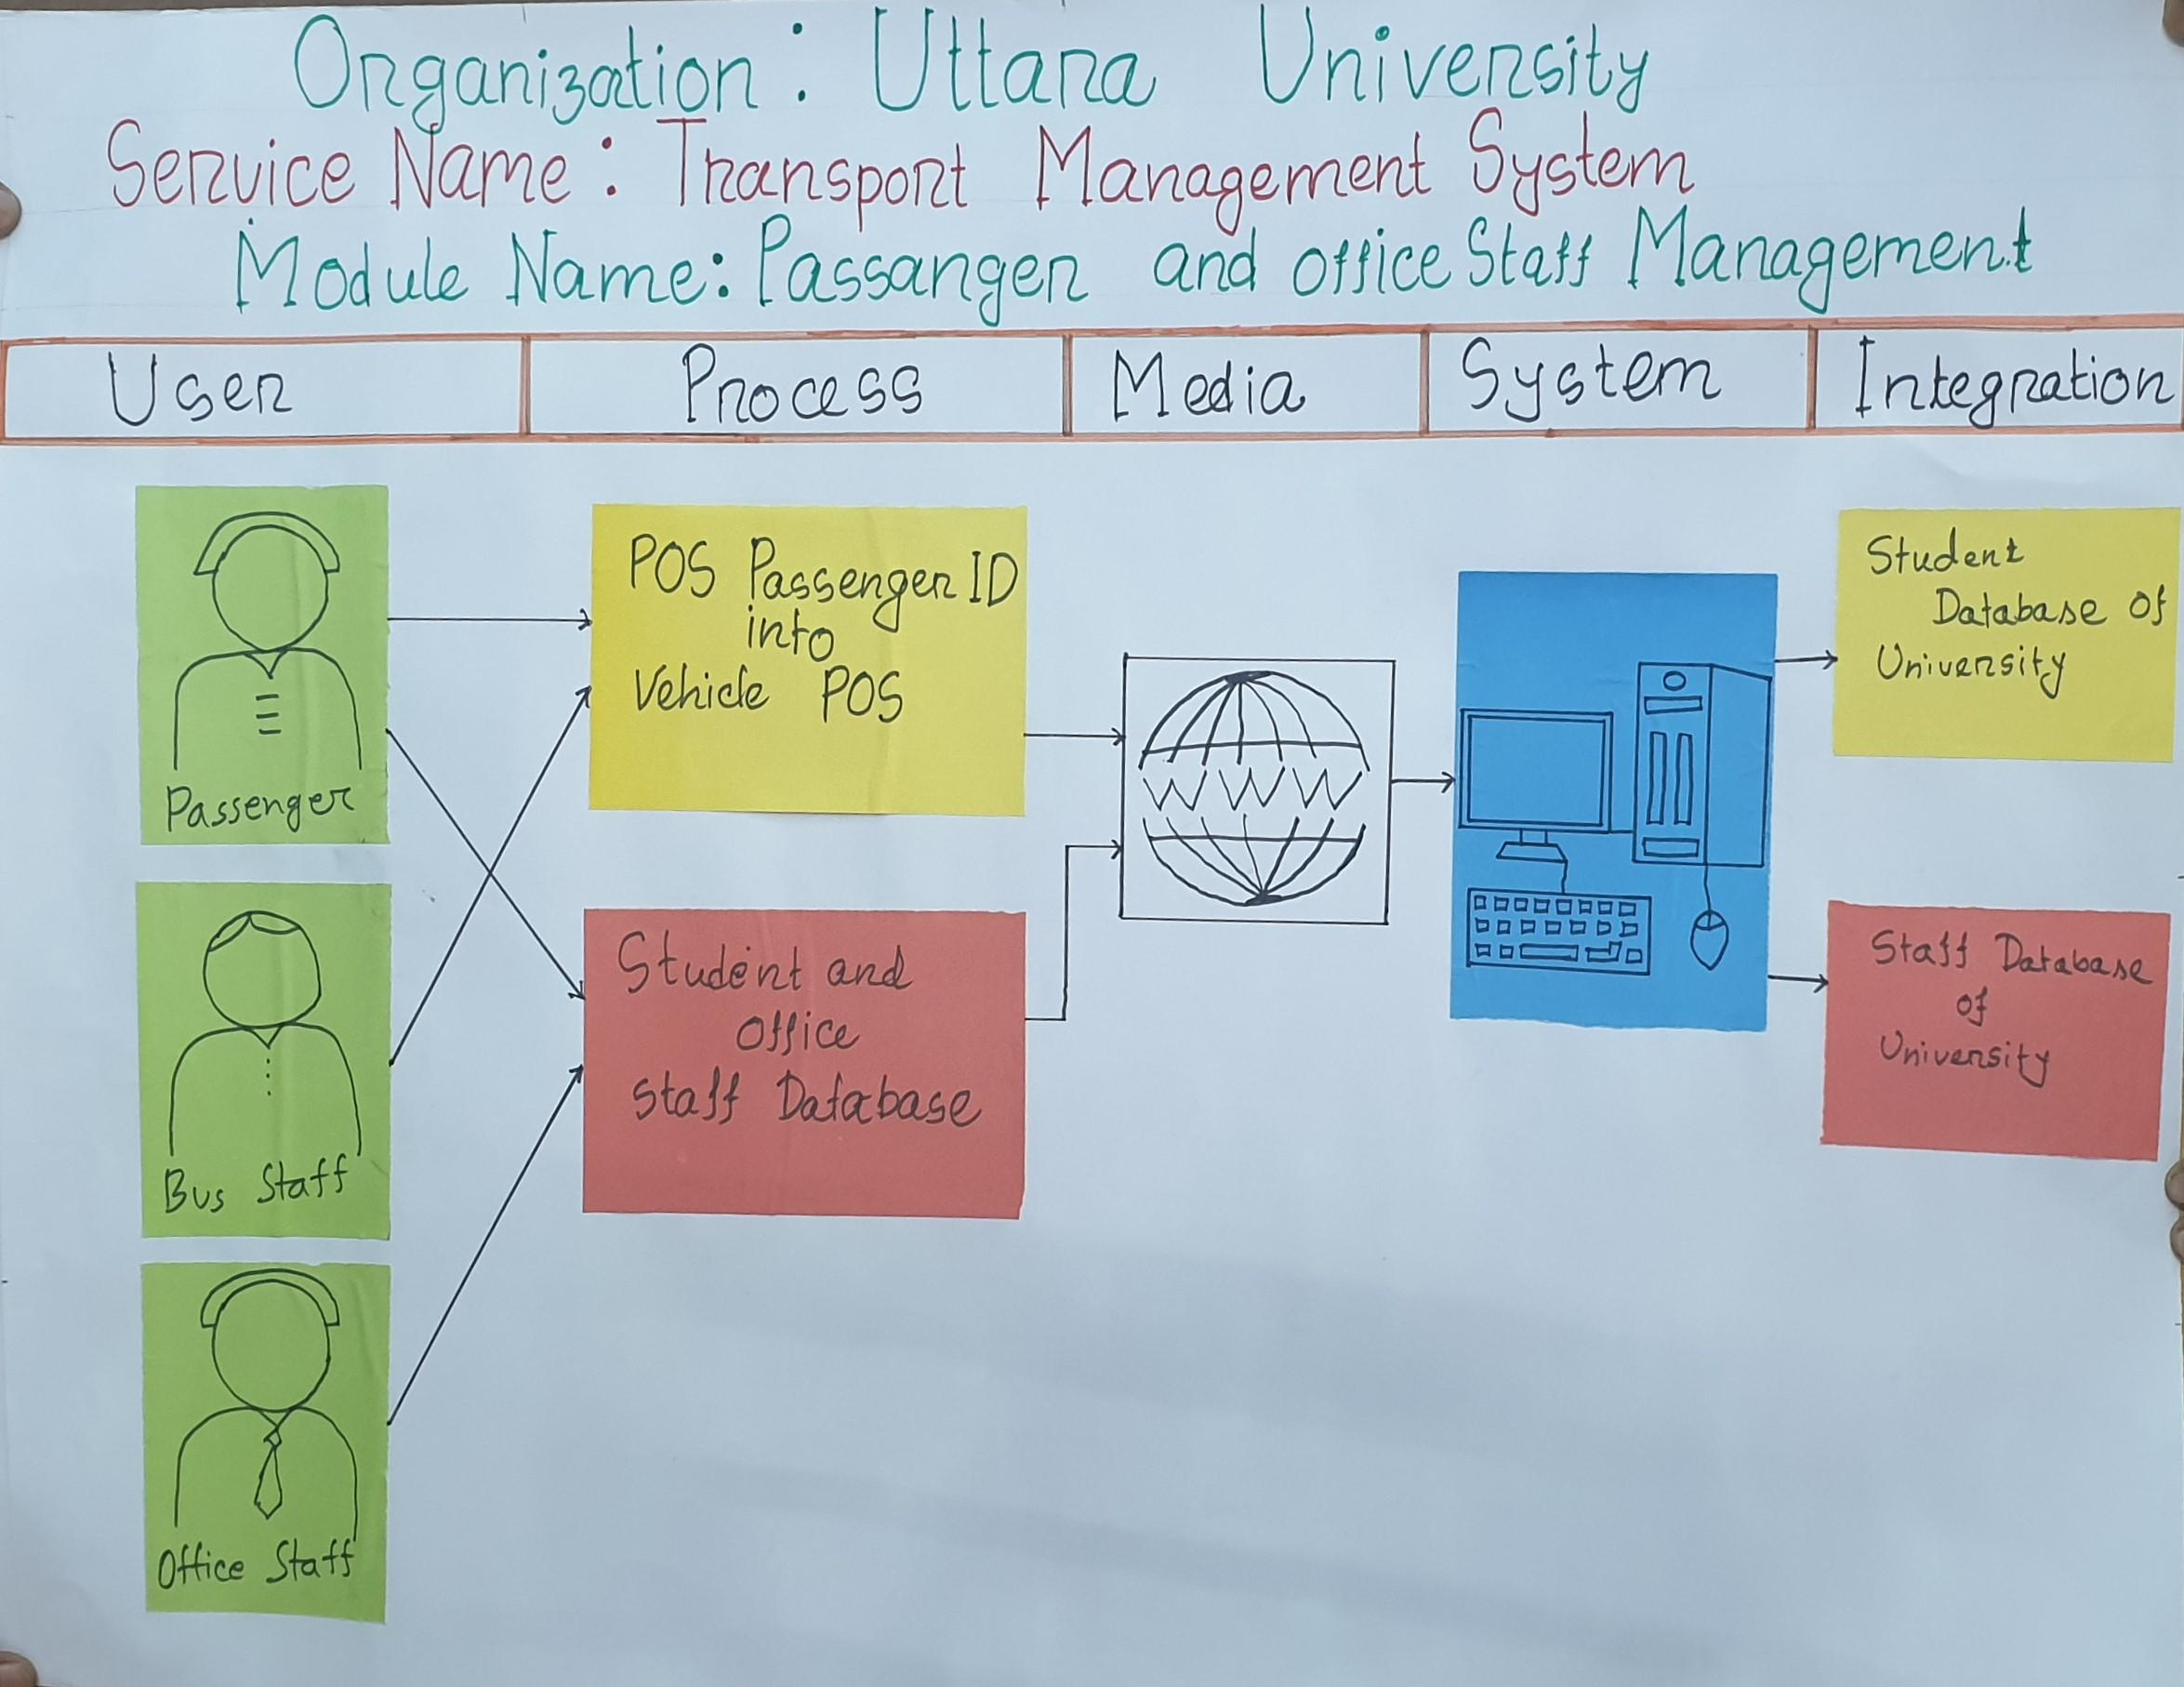 Organization: Uttara University
Service Name: Transport Management System
Module Name: Passanger and office Staff Management
User Process Media System Integration
Passenger
Bus Staff
Office Staff
POS Passenger ID
into
Vehicle POS
Student and
Office
Staff Database
WWW
Student
Database Of
University
Staff Database
of
University